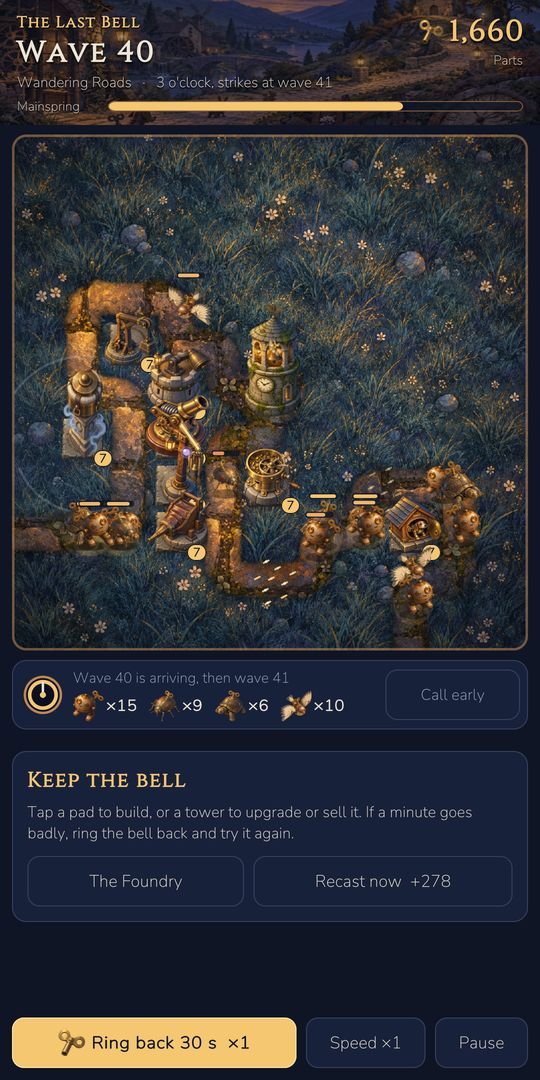 The Last Bell
Wave 40
1,660
Parts
Wandering Roads · 3 o'clock, strikes at wave 41
Mainspring
7
7
7
7
7
Wave 40 is arriving, then wave 41
×15 ×9 ×6 ×10
Call early
Keep the bell
Tap a pad to build, or a tower to upgrade or sell it. If a minute goes
badly, ring the bell back and try it again.
The Foundry
Recast now +278
Ring back 30 s ×1
Speed ×1
Pause